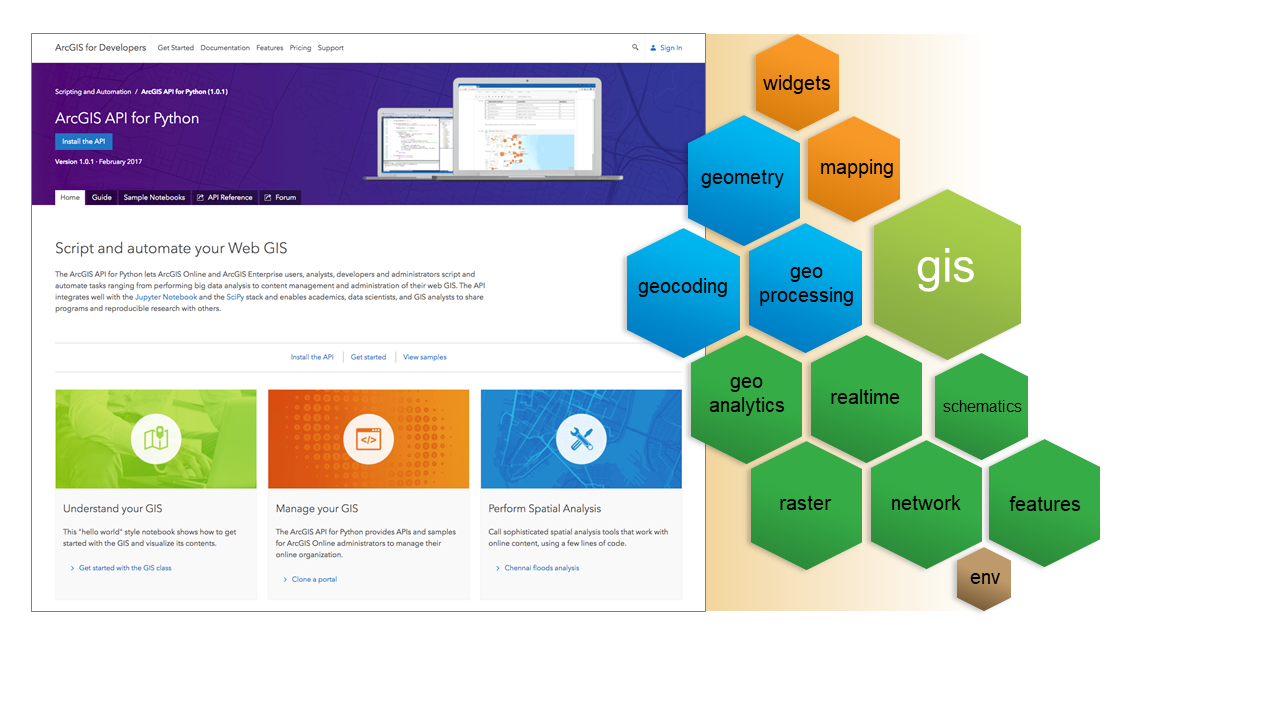 ArcGIS for Developers Get Started Documentation Features Pricing Support Sign In
Scripting and Automation / ArcGIS API for Python (1.0.1)
ArcGIS API for Python
Install the API
Version 1.0.1 - February 2017
Home Guide Sample Notebooks API Reference Forum
Script and automate your Web GIS
The ArcGIS API for Python lets ArcGIS Online and ArcGIS Enterprise users, analysts, developers and administrators script and
automate tasks ranging from performing big data analysis to content management and administration of their web GIS. The API
integrates well with the Jupyter Notebook and the SciPy stack and enables academics, data scientists, and GIS analysts to share
programs and reproducible research with others.
Install the API Get started View samples
Understand your GIS
This "hello world" style notebook shows how to get
started with the GIS and visualize its contents.
Get started with the GIS class
Manage your GIS
The ArcGIS API for Python provides APIs and samples
for ArcGIS Online administrators to manage their
online organization.
Clone a portal
Perform Spatial Analysis
Call sophisticated spatial analysis tools that work with
online content, using a few lines of code.
Chennai floods analysis
widgets
mapping
geometry
gis
geocoding
geo
processing
geo
analytics
realtime
schematics
raster
network
features
env